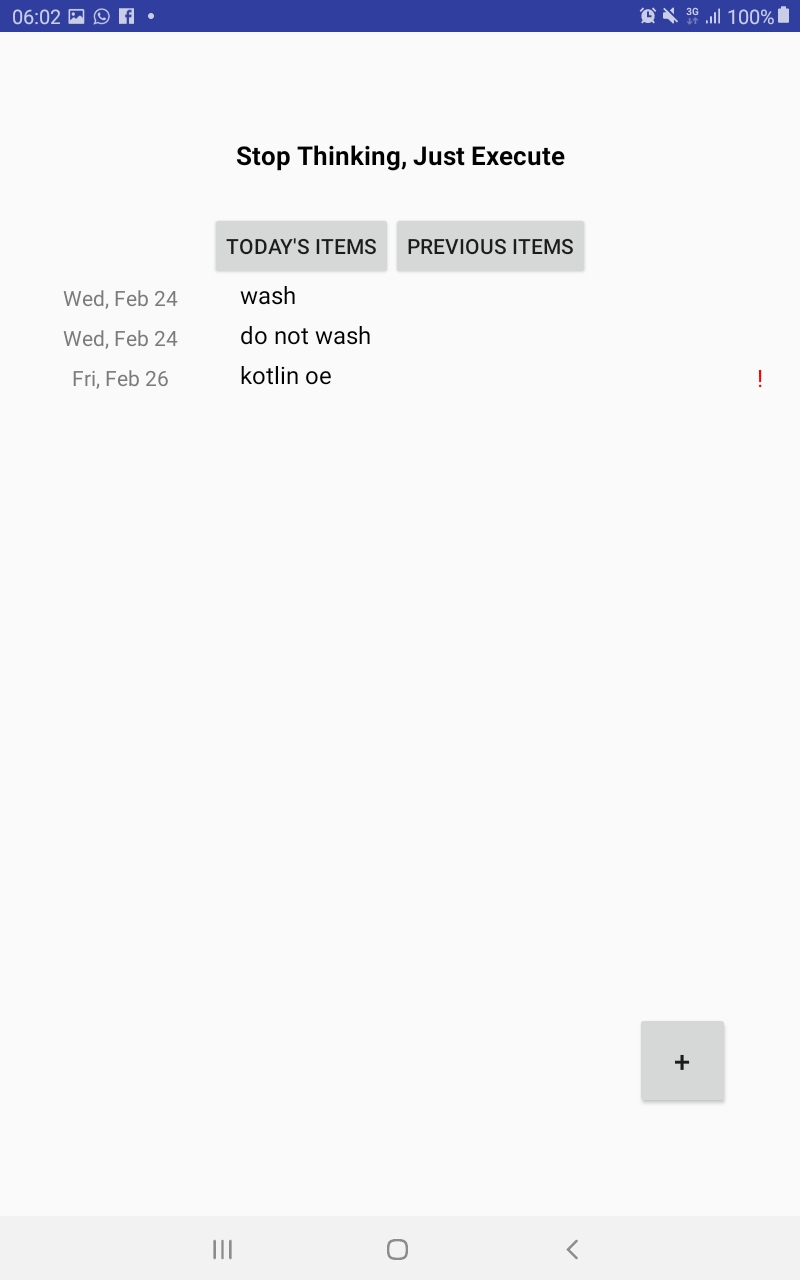 06:02 3G 100%
Stop Thinking, Just Execute
TODAY'S ITEMS PREVIOUS ITEMS
Wed, Feb 24 wash
Wed, Feb 24 do not wash
Fri, Feb 26 kotlin oe !
+